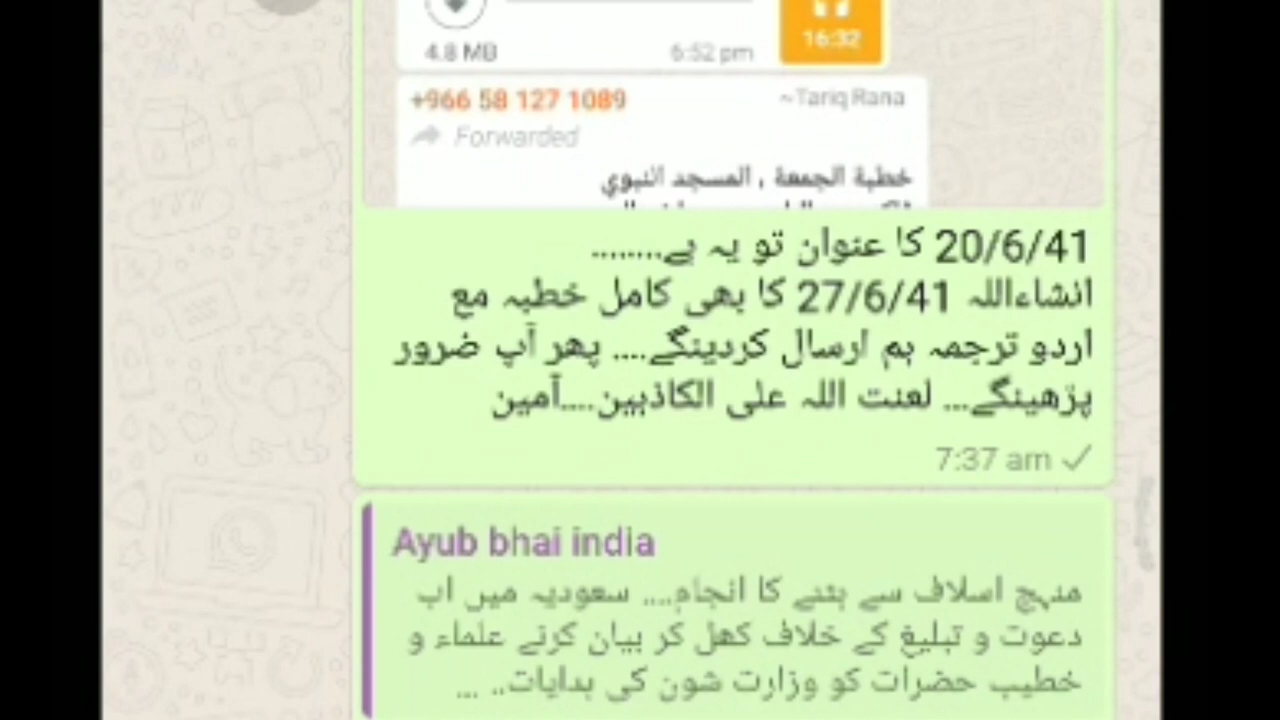 4.8 MB 6:52 pm 16:32
+966 58 127 1089 ~Tariq Rana
Forwarded
خطبة الجمعة , المسجد النبوي
20/6/41 کا عنوان تو یہ ہے........
انشاءاللہ 27/6/41 کا بھی کامل خطبہ مع
اردو ترجمہ ہم ارسال کردینگے.... پھر آپ ضرور
پڑھینگے... لعنت اللہ علی الکاذبین....آمین
7:37 am
Ayub bhai india
منہج اسلاف سے ہٹنے کا انجام.... سعودیہ میں اب
دعوت و تبلیغ کے خلاف کھل کر بیان کرنے علماء و
خطیب حضرات کو وزارت شون کی ہدایات.. ...